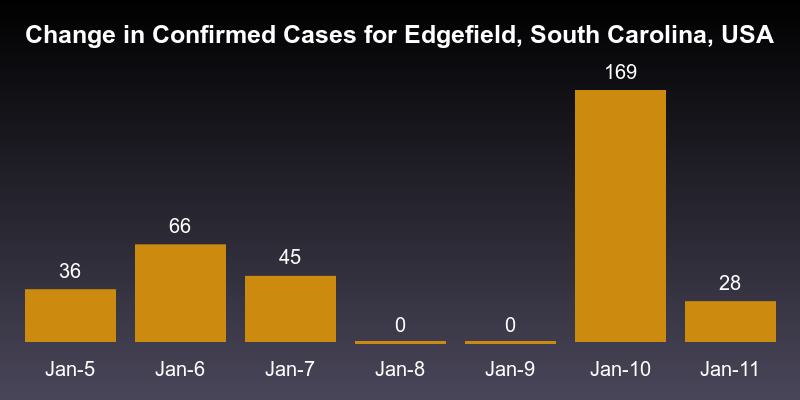 Change in Confirmed Cases for Edgefield, South Carolina, USA
169
66
45
36
28
0
0
Jan-5
Jan-6
Jan-7
Jan-8
Jan-9
Jan-10
Jan-11